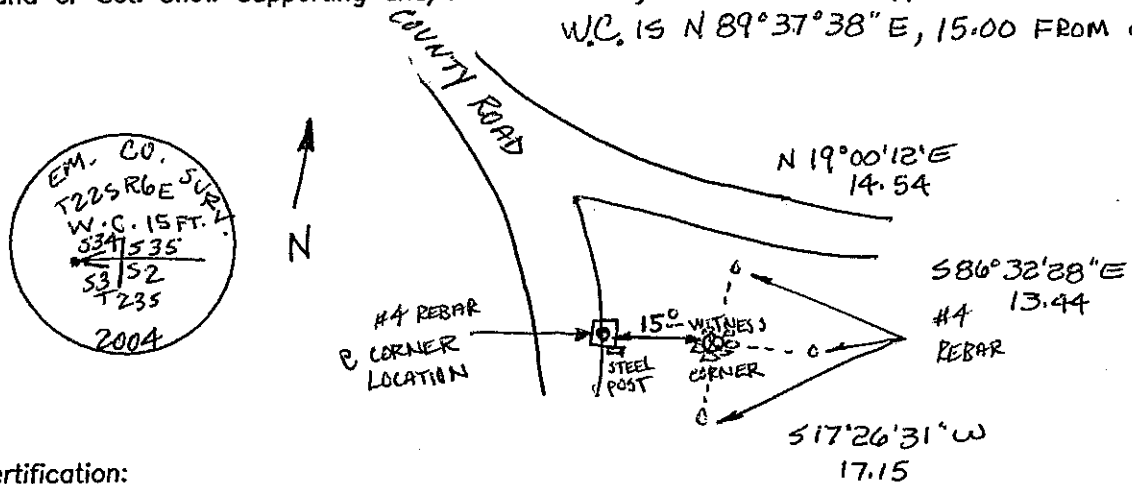 W.C. IS N 89°37°38" E, 15.00 FROM
COUNTY ROAD
EM. CO. SURV.
T22S R6E
W.C. 15 FT.
S34 S35
S3 S2
T23S
2004
N
N 19°00'12"E
14.54
S86°32'28"E
13.44
#4
REBAR
#4 REBAR
@ CORNER
LOCATION
15⁰
WITNESS
CORNER
STEEL
POST
S17°26'31"W
17.15
ertification: